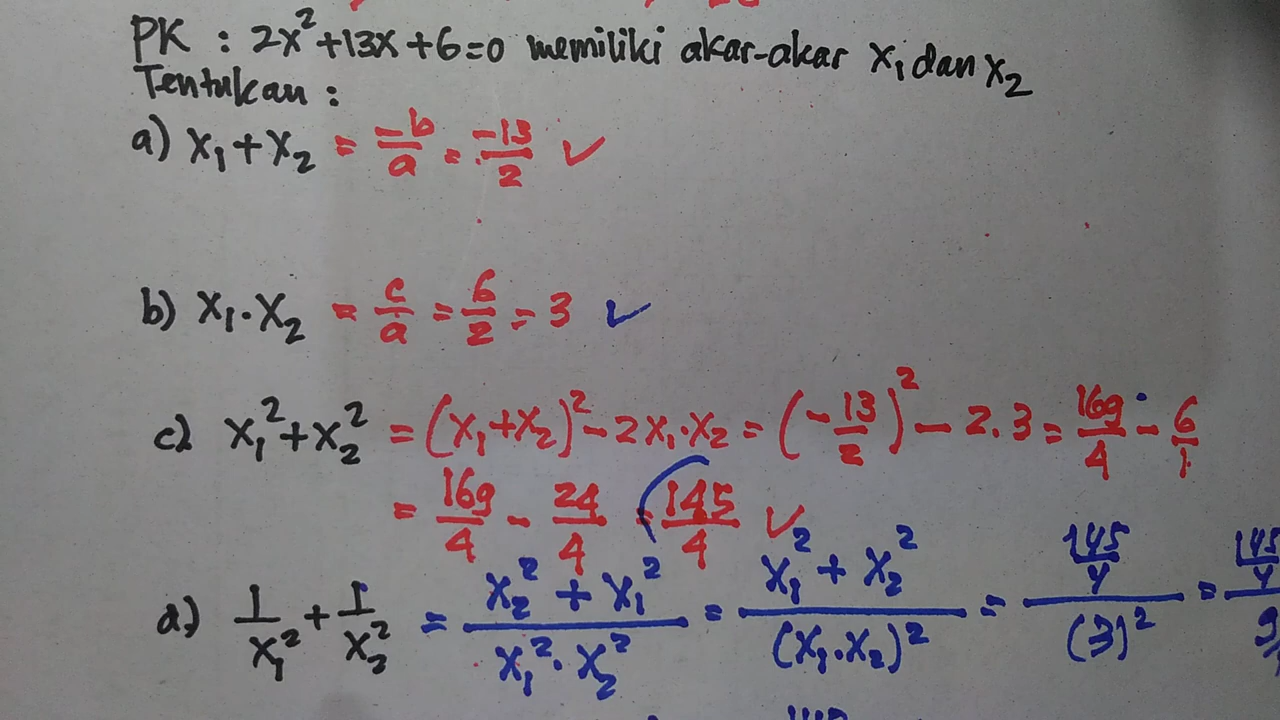 PK : 2x²+13x+6=0 memiliki akar-akar x₁ dan x₂
Tentukan :
a) x₁+x₂ = -b/a = -13/2 ✓
b) x₁·x₂ = c/a = 6/2 = 3 ✓
c) x₁²+x₂² = (x₁+x₂)²-2x₁·x₂ = (-13/2)² - 2.3 = 169/4 - 6/1
= 169/4 - 24/4 = 145/4 ✓
d) 1/x₁² + 1/x₂² = (x₂² + x₁²)/(x₁²·x₂²) = (x₁² + x₂²)/(x₁·x₂)² = (145/4)/(3)² = (145/4)/9